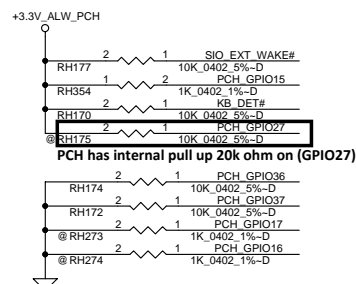 +3.3V_ALW_PCH
2 1 SIO_EXT_WAKE#
RH177 10K_0402_5%~D
1 2 PCH_GPIO15
RH354 1K_0402_1%~D
2 1 KB_DET#
RH170 10K_0402_5%~D
2 1 PCH_GPIO27
@RH175 10K_0402_5%~D
PCH has internal pull up 20k ohm on (GPIO27)
2 1 PCH_GPIO36
RH174 10K_0402_5%~D
2 1 PCH_GPIO37
RH172 10K_0402_5%~D
2 1 PCH_GPIO17
@ RH273 1K_0402_1%~D
2 1 PCH_GPIO16
@ RH274 1K_0402_1%~D